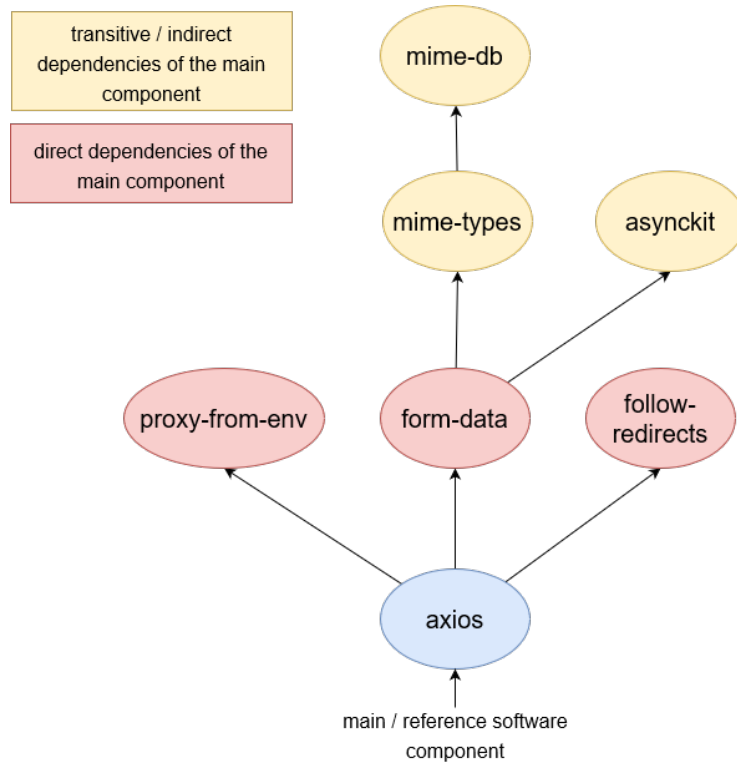 transitive / indirect
dependencies of the main
component
direct dependencies of the
main component
mime-db
mime-types
asynckit
proxy-from-env
form-data
follow-
redirects
axios
main / reference software
component